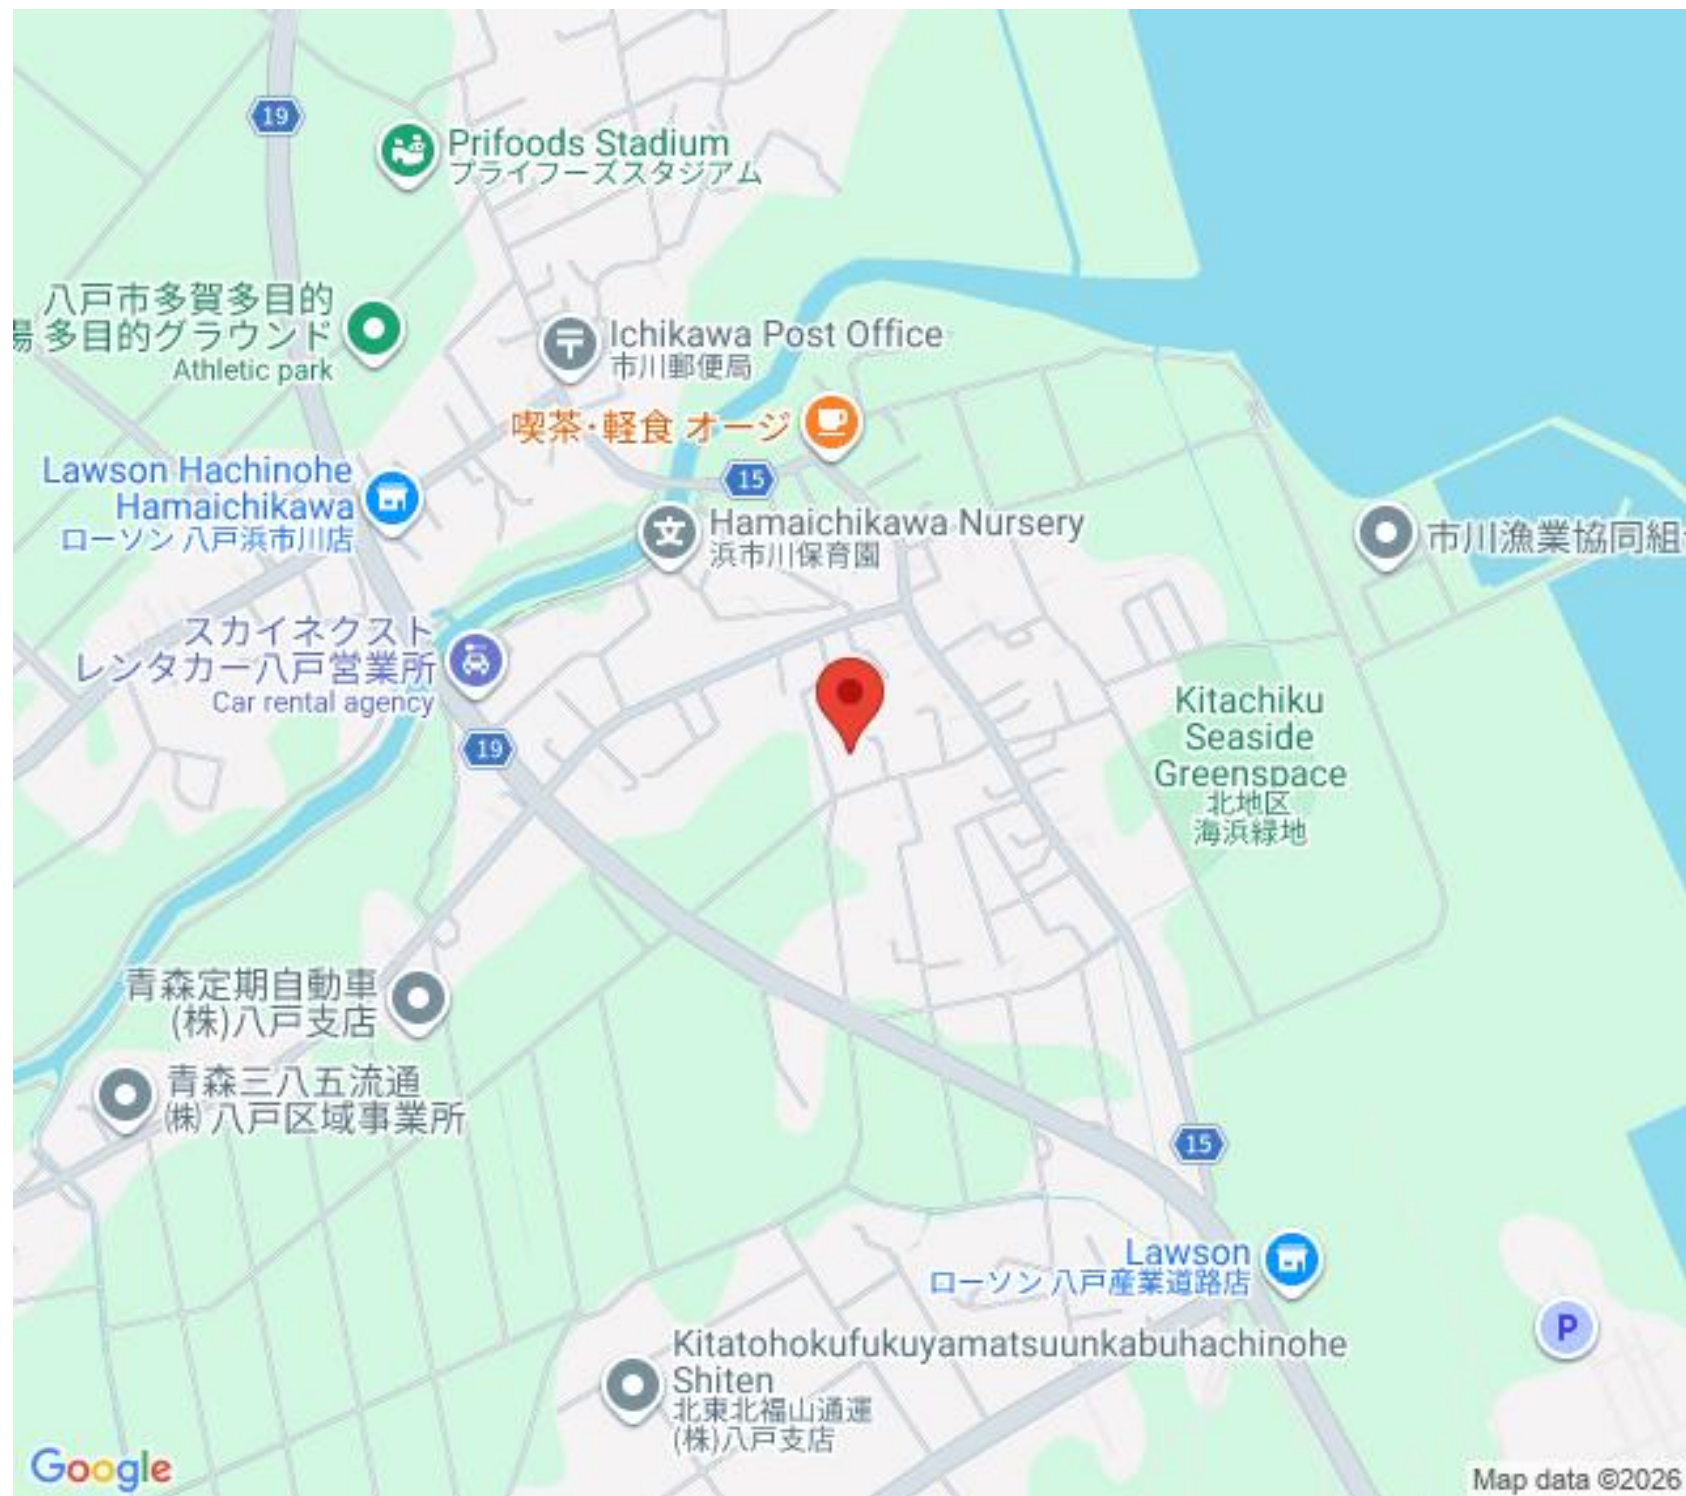 19
Prifoods Stadium
プライフーズスタジアム
八戸市多賀多目的
場 多目的グラウンド
Athletic park
Ichikawa Post Office
市川郵便局
喫茶・軽食 オージ
15
Lawson Hachinohe
Hamaichikawa
ローソン 八戸浜市川店
文
Hamaichikawa Nursery
浜市川保育園
市川漁業協同組
スカイネクスト
レンタカー八戸営業所
Car rental agency
19
Kitachiku
Seaside
Greenspace
北地区
海浜緑地
青森定期自動車
(株)八戸支店
青森三八五流通
㈱ 八戸区域事業所
15
Lawson
ローソン 八戸産業道路店
P
Kitatohokufukuyamatsuunkabuhachinohe
Shiten
北東北福山通運
(株)八戸支店
Google
Map data ©2026